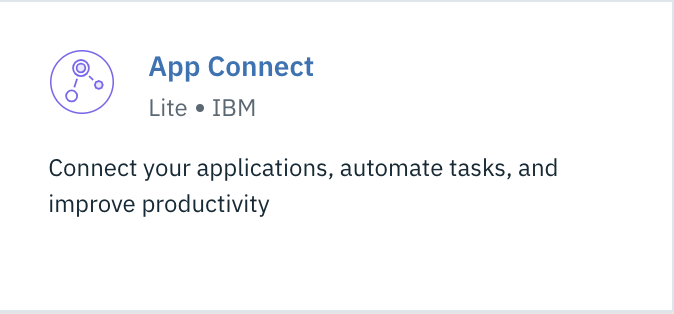 App Connect
Lite • IBM
Connect your applications, automate tasks, and
improve productivity